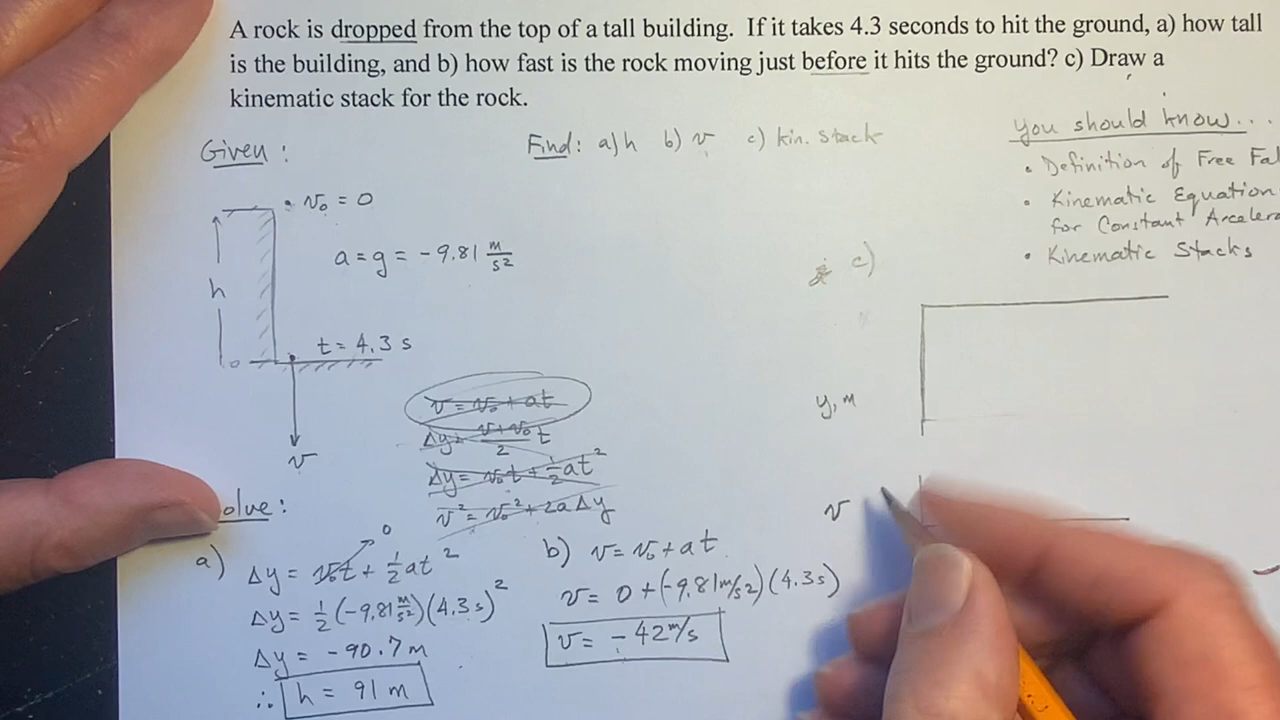 A rock is dropped from the top of a tall building. If it takes 4.3 seconds to hit the ground, a) how tall
is the building, and b) how fast is the rock moving just before it hits the ground? c) Draw a
kinematic stack for the rock.
Given:
Find: a) h b) v c) kin. stack
v₀ = 0
a = g = -9.81 m/s²
h
t = 4.3 s
0
v
v = v₀ + at
Δy = (v + v₀)/2 t
Δy = v₀t + ½at²
v² = v₀² + 2aΔy
olve:
a) Δy = v₀t + ½at²
0
Δy = ½(-9.81 m/s²)(4.3 s)²
Δy = -90.7 m
∴ h = 91 m
b) v = v₀ + at
v = 0 + (-9.81 m/s2)(4.3 s)
v = -42 m/s
you should know...
• Definition of Free Fa
• Kinematic Equation
for Constant Acceler
• Kinematic Stacks
c)
y, m
v